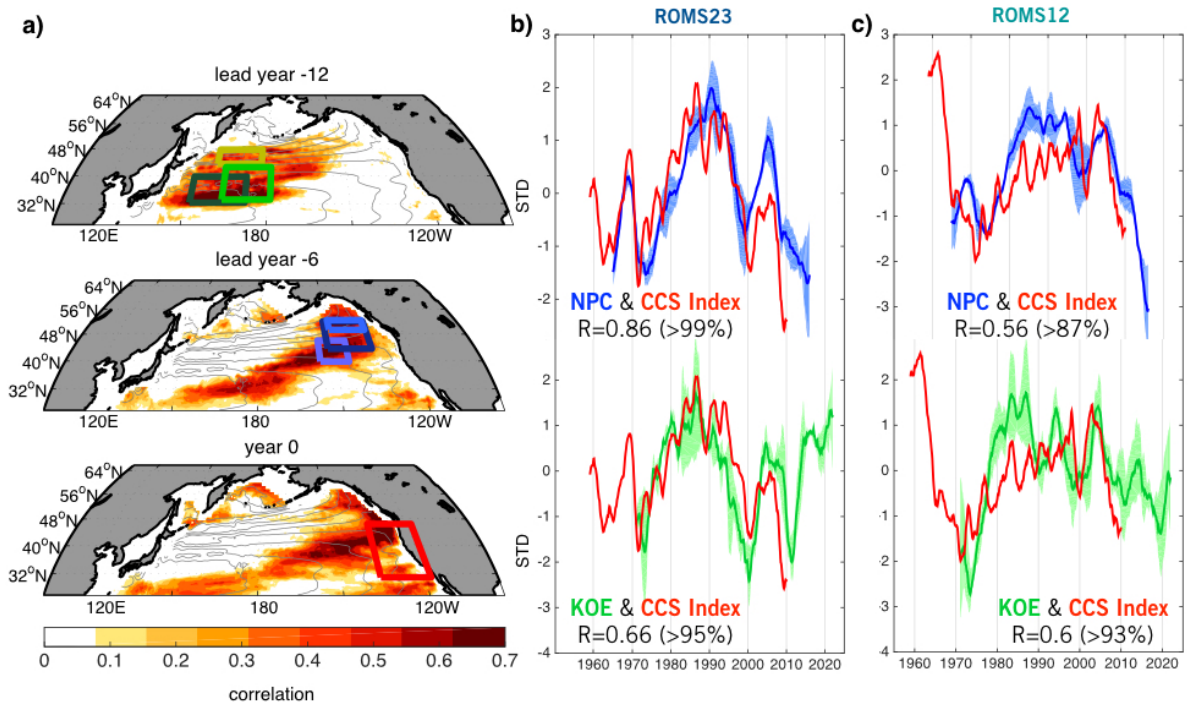 a)
lead year -12
64°N
56°N
48°N
40°N
32°N
120E
180
120W
lead year -6
64°N
56°N
48°N
40°N
32°N
120E
180
120W
year 0
64°N
56°N
48°N
40°N
32°N
120E
180
120W
0 0.1 0.2 0.3 0.4 0.5 0.6 0.7
correlation
b)
ROMS23
3
2
1
0
-1
-2
STD
NPC & CCS Index
R=0.86 (>99%)
2
1
0
-1
-2
-3
-4
STD
KOE & CCS Index
R=0.66 (>95%)
1960 1970 1980 1990 2000 2010 2020
c)
ROMS12
3
2
1
0
-1
-2
-3
NPC & CCS Index
R=0.56 (>87%)
2
1
0
-1
-2
-3
-4
KOE & CCS Index
R=0.6 (>93%)
1960 1970 1980 1990 2000 2010 2020